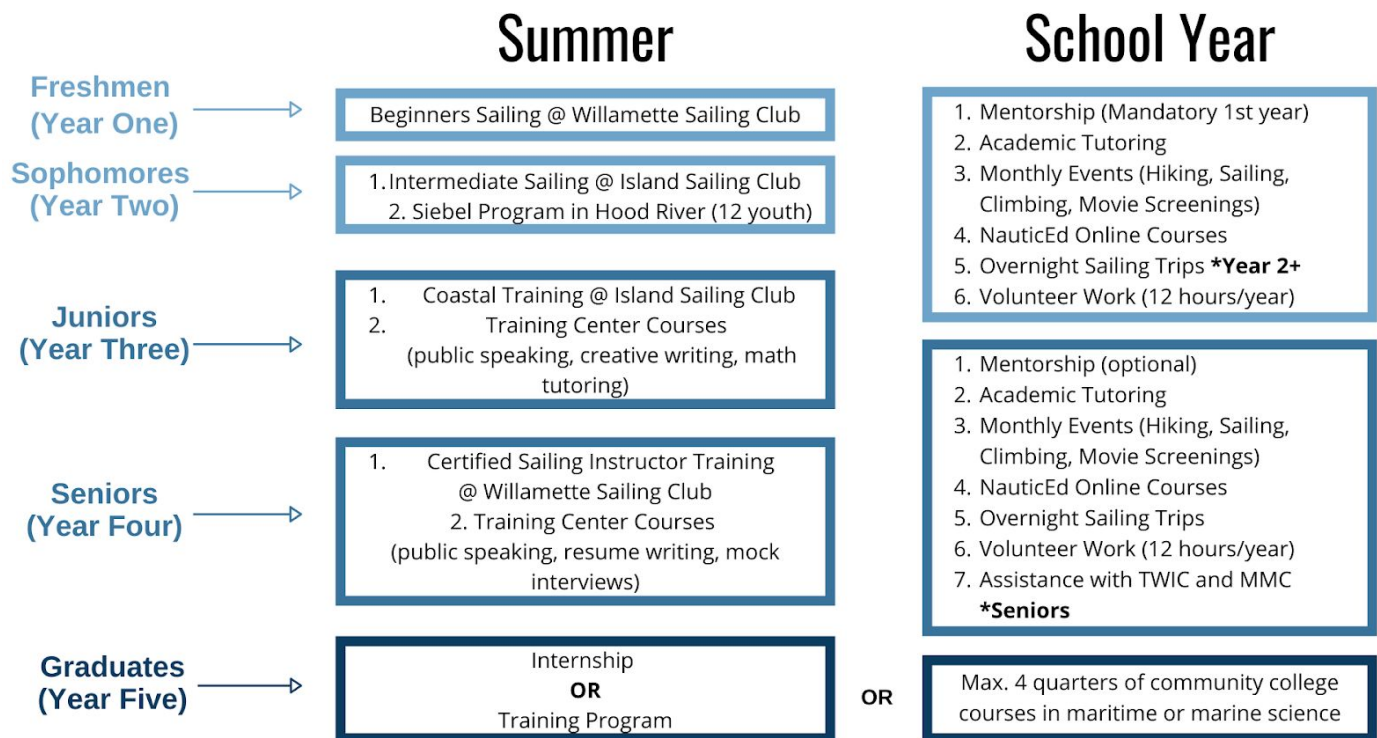 Summer
School Year
Freshmen
(Year One)
Beginners Sailing @ Willamette Sailing Club
Sophomores
(Year Two)
1. Intermediate Sailing @ Island Sailing Club
2. Siebel Program in Hood River (12 youth)
1. Mentorship (Mandatory 1st year)
2. Academic Tutoring
3. Monthly Events (Hiking, Sailing,
Climbing, Movie Screenings)
4. NauticEd Online Courses
5. Overnight Sailing Trips *Year 2+
6. Volunteer Work (12 hours/year)
Juniors
(Year Three)
1. Coastal Training @ Island Sailing Club
2. Training Center Courses
(public speaking, creative writing, math
tutoring)
Seniors
(Year Four)
1. Certified Sailing Instructor Training
@ Willamette Sailing Club
2. Training Center Courses
(public speaking, resume writing, mock
interviews)
1. Mentorship (optional)
2. Academic Tutoring
3. Monthly Events (Hiking, Sailing,
Climbing, Movie Screenings)
4. NauticEd Online Courses
5. Overnight Sailing Trips
6. Volunteer Work (12 hours/year)
7. Assistance with TWIC and MMC
*Seniors
Graduates
(Year Five)
Internship
OR
Training Program
OR
Max. 4 quarters of community college
courses in maritime or marine science